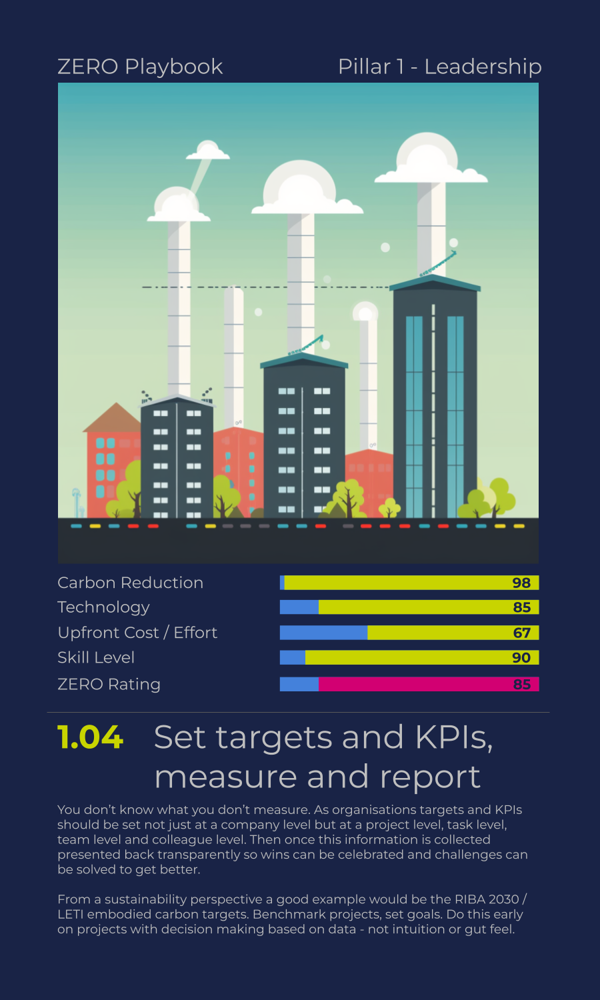 ZERO Playbook
Pillar 1 - Leadership
Carbon Reduction 98
Technology 85
Upfront Cost / Effort 67
Skill Level 90
ZERO Rating 85
1.04 Set targets and KPIs,
measure and report
You don’t know what you don’t measure. As organisations targets and KPIs
should be set not just at a company level but at a project level, task level,
team level and colleague level. Then once this information is collected
presented back transparently so wins can be celebrated and challenges can
be solved to get better.
From a sustainability perspective a good example would be the RIBA 2030 /
LETI embodied carbon targets. Benchmark projects, set goals. Do this early
on projects with decision making based on data - not intuition or gut feel.